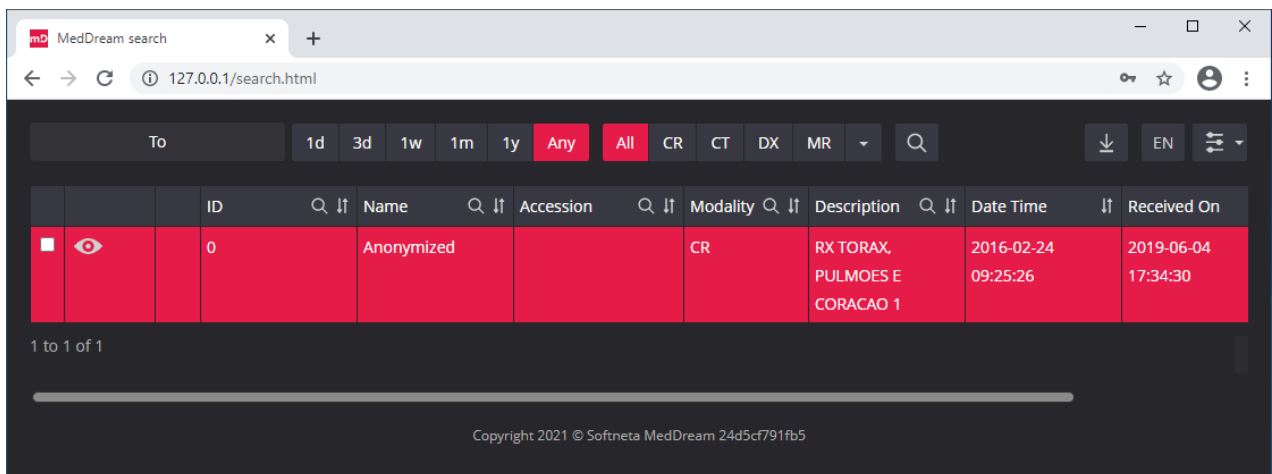 mD MedDream search
127.0.0.1/search.html
To 1d 3d 1w 1m 1y Any All CR CT DX MR EN
ID Name Accession Modality Description Date Time Received On
0 Anonymized CR RX TORAX, 2016-02-24 2019-06-04
PULMOES E 09:25:26 17:34:30
CORACAO 1
1 to 1 of 1
Copyright 2021 © Softneta MedDream 24d5cf791fb5